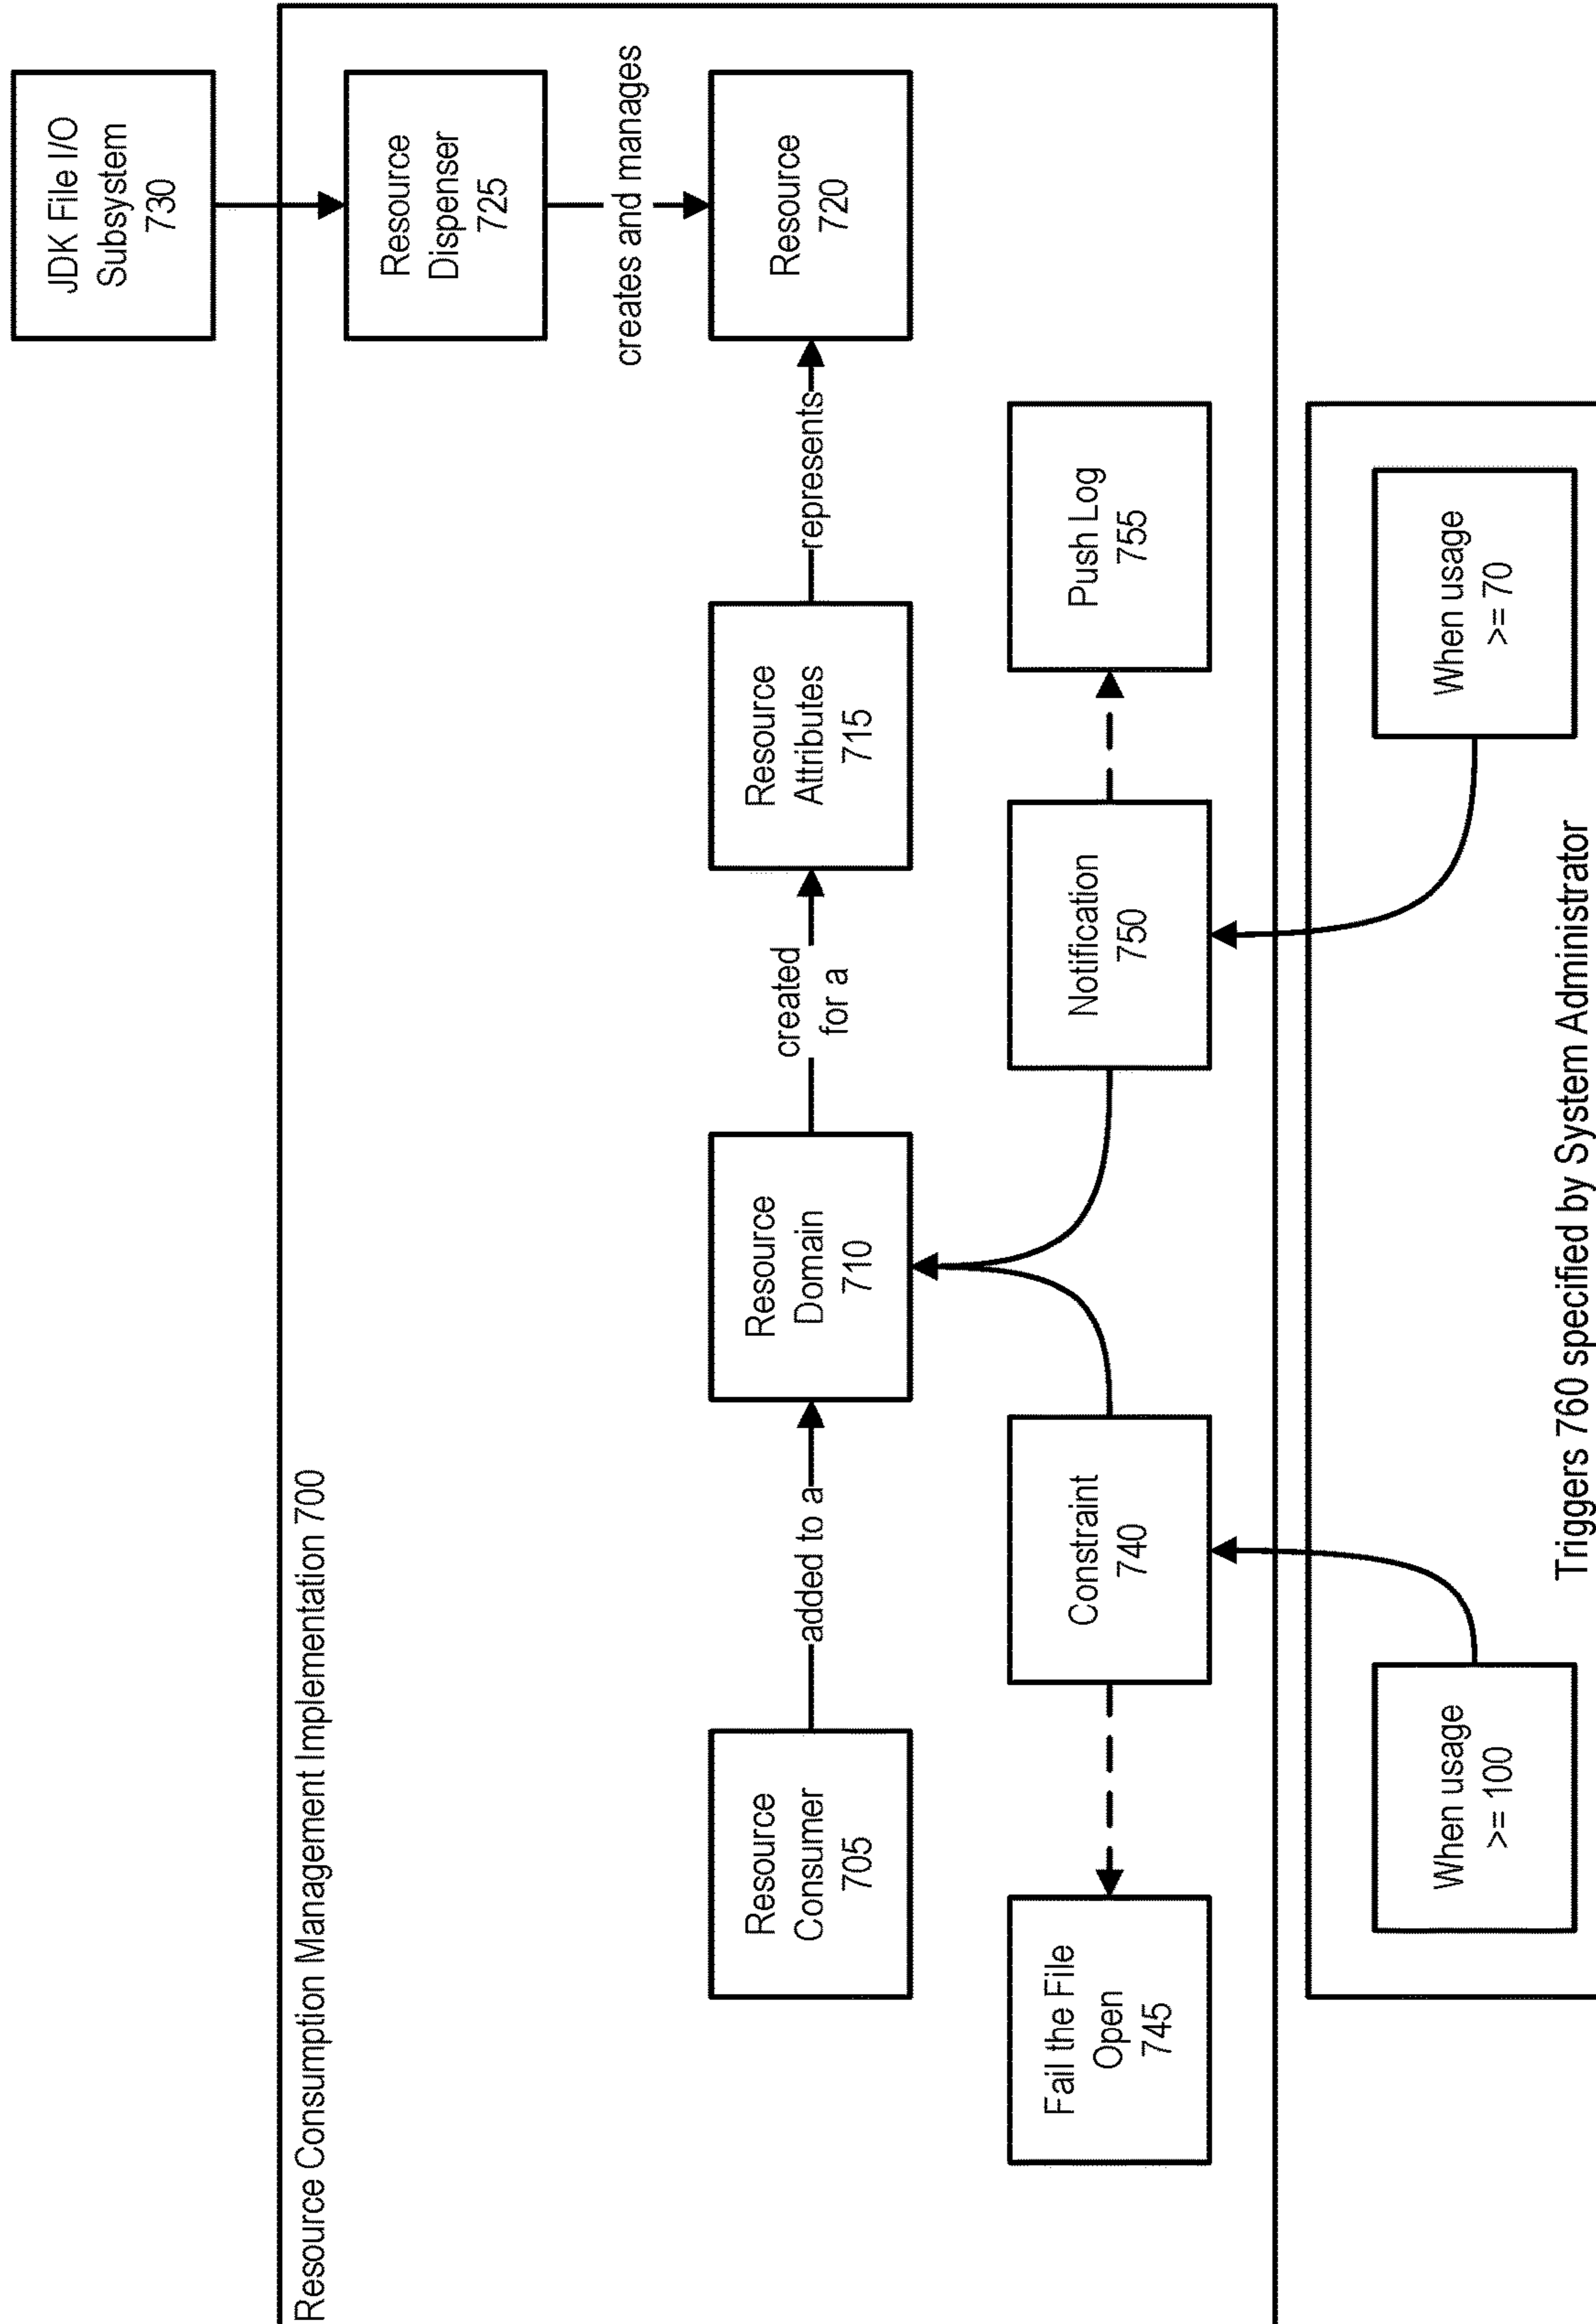 JDK File I/O
Subsystem
730
Resource Consumption Management Implementation 700
Resource
Dispenser
725
creates and manages
Resource
Consumer
705
added to a
Resource
Domain
710
created
for a
Resource
Attributes
715
represents
Resource
720
Fail the File
Open
745
Constraint
740
Notification
750
Push Log
755
When usage
>= 100
When usage
>= 70
Triggers 760 specified by System Administrator